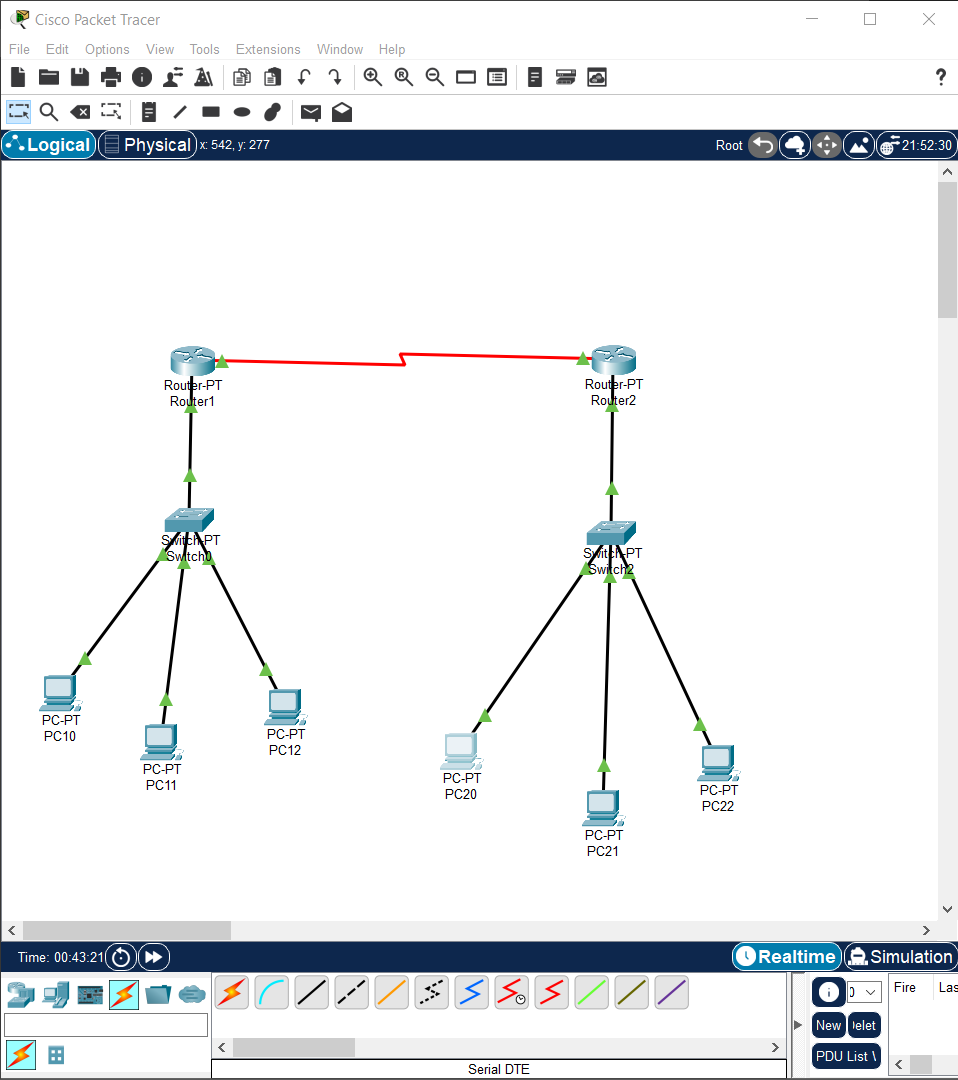 Cisco Packet Tracer
File Edit Options View Tools Extensions Window Help
?
Logical Physical x: 542, y: 277 Root 21:52:30
Router-PT
Router1
Router-PT
Router2
Switch-PT
Switch0
Switch-PT
Switch2
PC-PT
PC10
PC-PT
PC11
PC-PT
PC12
PC-PT
PC20
PC-PT
PC21
PC-PT
PC22
Time: 00:43:21 Realtime Simulation
0
Fire Las
New elet
PDU List \
Serial DTE